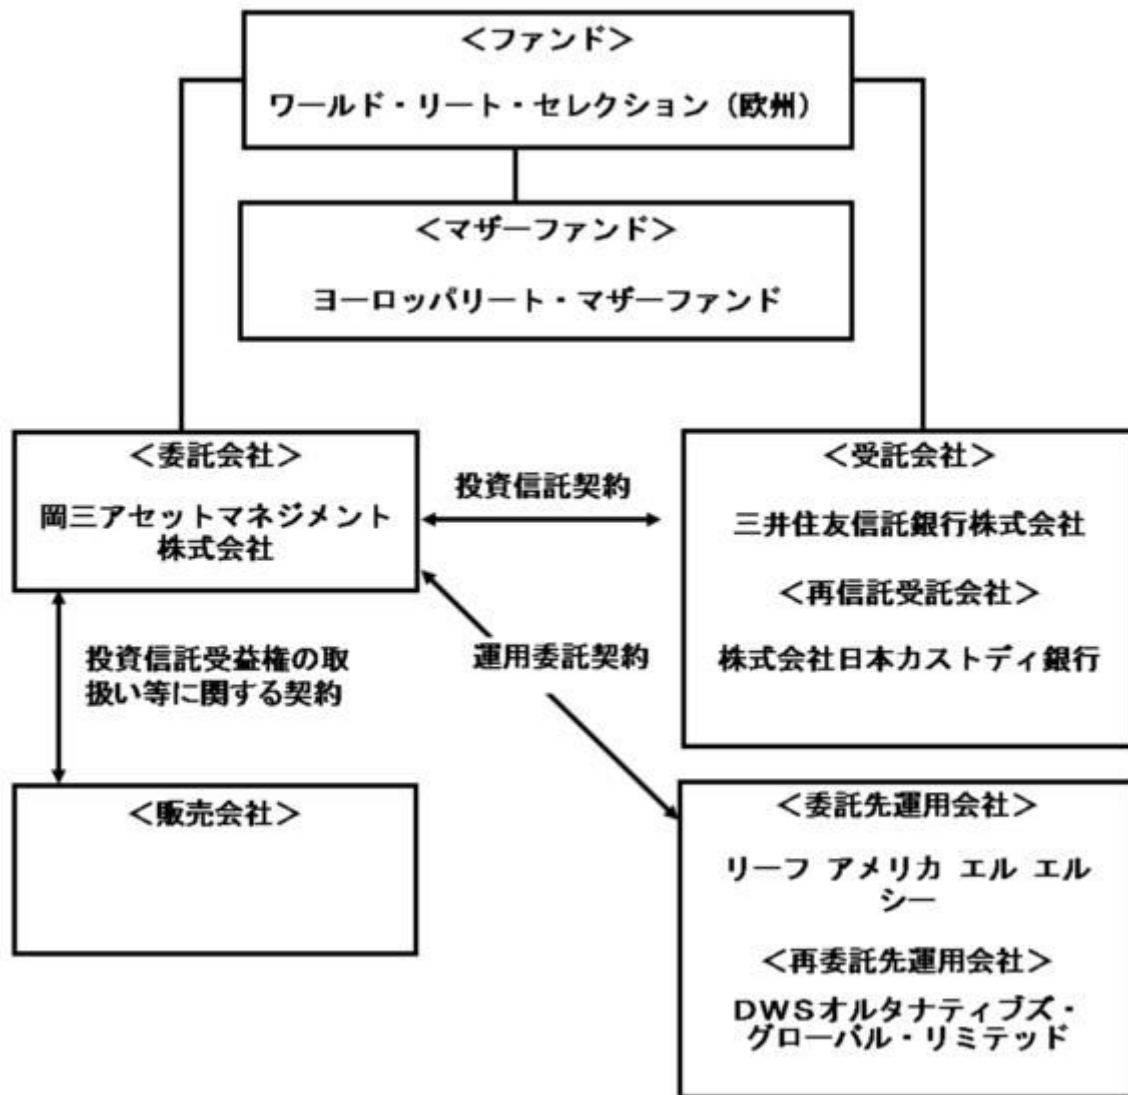 ＜ファンド＞
ワールド・リート・セレクション（欧州）
＜マザーファンド＞
ヨーロッパリート・マザーファンド
＜委託会社＞
岡三アセットマネジメント
株式会社
投資信託契約
＜受託会社＞
三井住友信託銀行株式会社
＜再信託受託会社＞
株式会社日本カストディ銀行
投資信託受益権の取
扱い等に関する契約
運用委託契約
＜販売会社＞
＜委託先運用会社＞
リーフ アメリカ エル エル
シー
＜再委託先運用会社＞
ＤＷＳオルタナティブズ・
グローバル・リミテッド